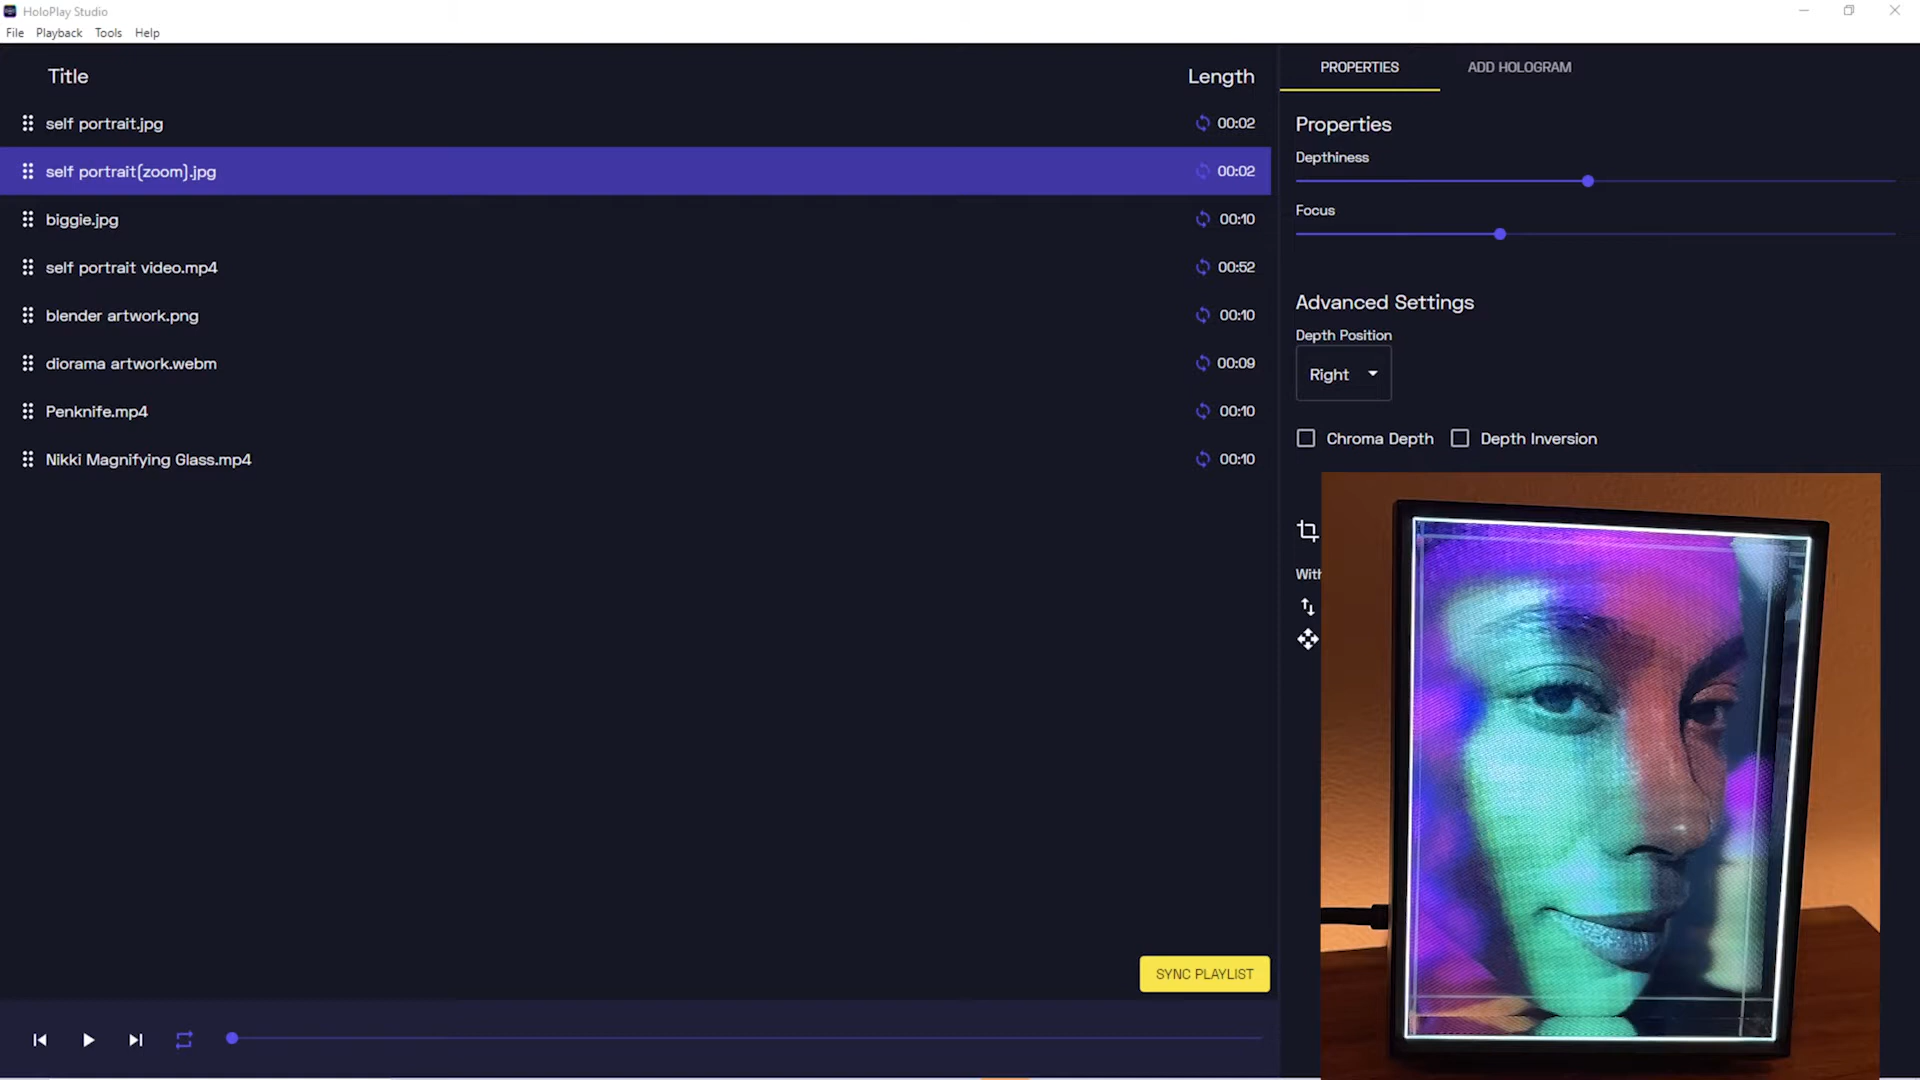 HoloPlay Studio
File Playback Tools Help
Title Length
self portrait.jpg 00:02
self portrait(zoom).jpg 00:02
biggie.jpg 00:10
self portrait video.mp4 00:52
blender artwork.png 00:10
diorama artwork.webm 00:09
Penknife.mp4 00:10
Nikki Magnifying Glass.mp4 00:10
SYNC PLAYLIST
PROPERTIES ADD HOLOGRAM
Properties
Depthiness
Focus
Advanced Settings
Depth Position
Right
Chroma Depth Depth Inversion
With